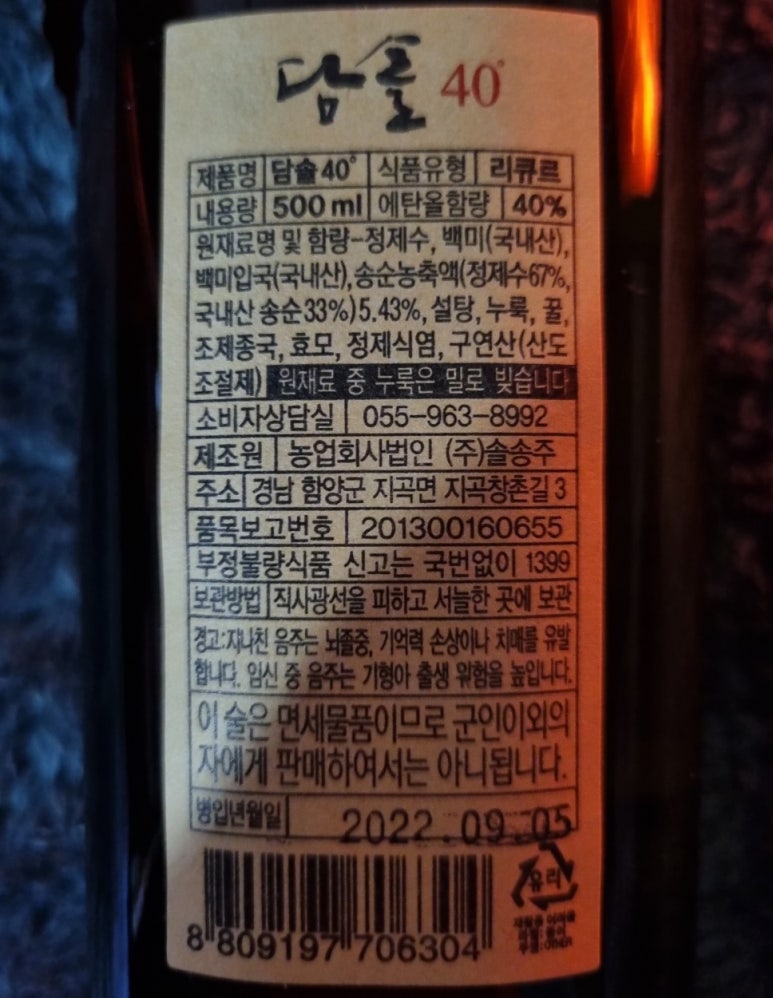 담솔 40°
제품명 담솔 40° 식품유형 리큐르
내용량 500 ml 에탄올함량 40%
원재료명 및 함량-정제수, 백미(국내산),
백미입국(국내산), 송순농축액(정제수67%,
국내산 송순33%)5.43%, 설탕, 누룩, 꿀,
조제종국, 효모, 정제식염, 구연산(산도
조절제) 원재료 중 누룩은 밀로 빚습니다
소비자상담실 055-963-8992
제조원 농업회사법인 (주)솔송주
주소 경남 함양군 지곡면 지곡창촌길 3
품목보고번호 201300160655
부정불량식품 신고는 국번없이 1399
보관방법 직사광선을 피하고 서늘한 곳에 보관
경고:지나친 음주는 뇌졸중, 기억력 손상이나 치매를 유발
합니다. 임신 중 음주는 기형아 출생 위험을 높입니다.
이 술은 면세물품이므로 군인이외의
자에게 판매하여서는 아니됩니다.
병입년월일 2022.09.05
유리
8 809197 706304